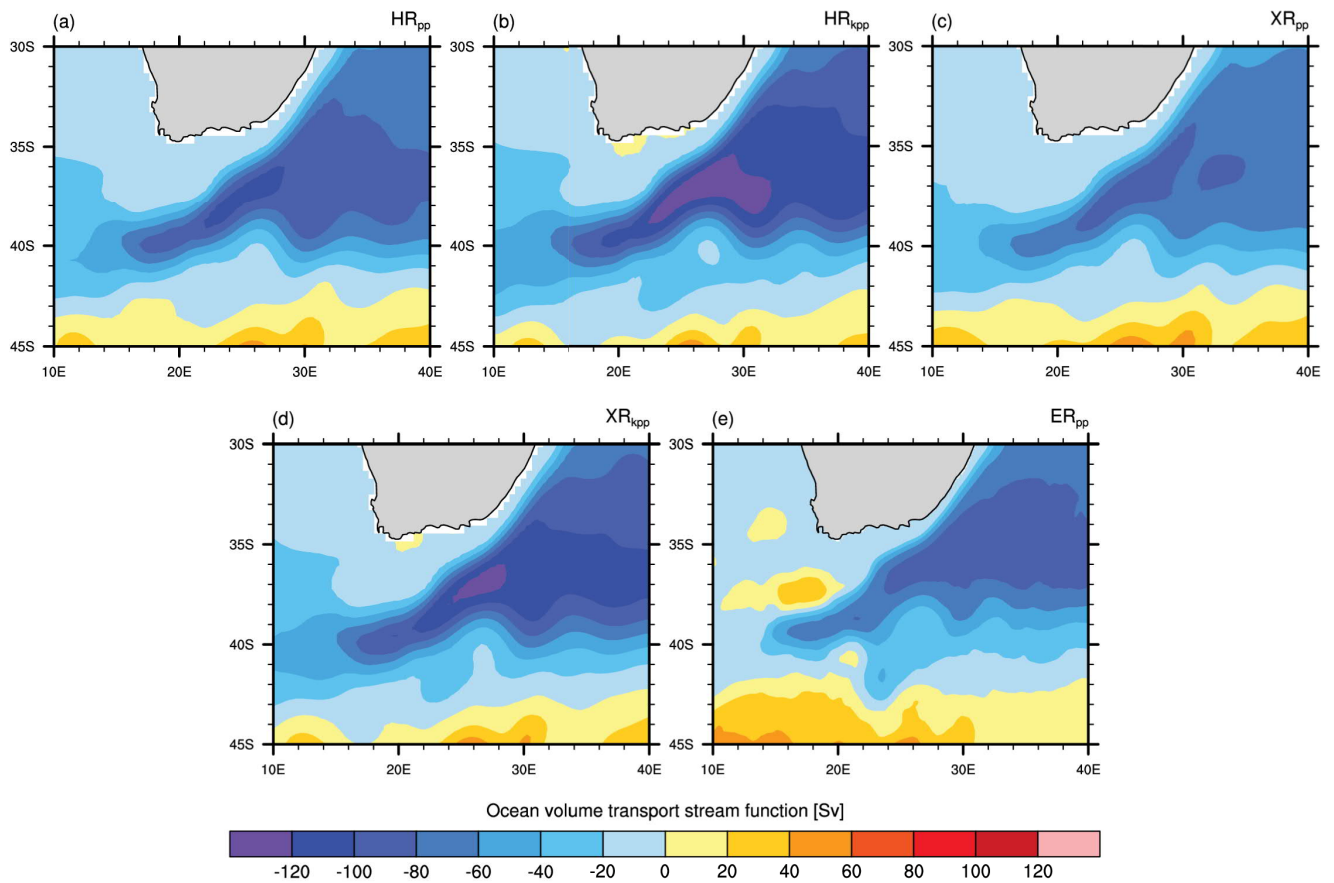 (a) HRpp
(b) HRkpp
(c) XRpp
30S 30S 30S
35S 35S 35S
40S 40S 40S
45S 45S 45S
10E 20E 30E 40E 10E 20E 30E 40E 10E 20E 30E 40E
(d) XRkpp
(e) ERpp
30S 30S
35S 35S
40S 40S
45S 45S
10E 20E 30E 40E 10E 20E 30E 40E
Ocean volume transport stream function [Sv]
-120 -100 -80 -60 -40 -20 0 20 40 60 80 100 120